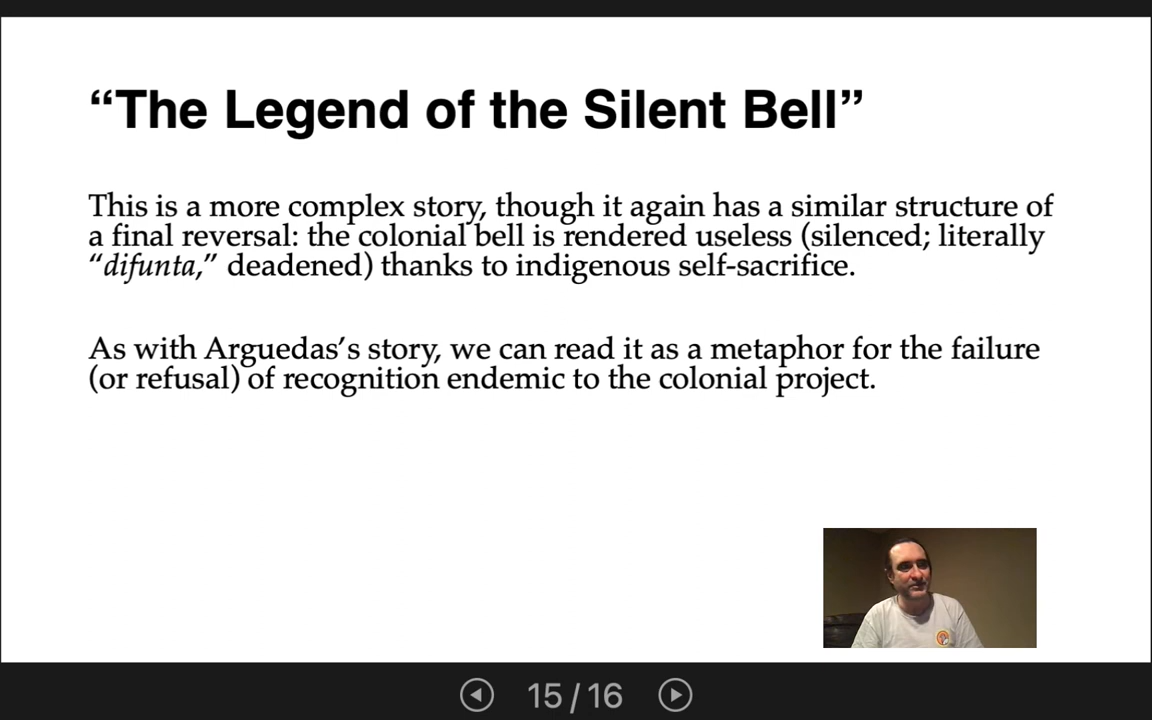 “The Legend of the Silent Bell”
This is a more complex story, though it again has a similar structure of
a final reversal: the colonial bell is rendered useless (silenced; literally
“difunta,” deadened) thanks to indigenous self-sacrifice.
As with Arguedas’s story, we can read it as a metaphor for the failure
(or refusal) of recognition endemic to the colonial project.
15/16